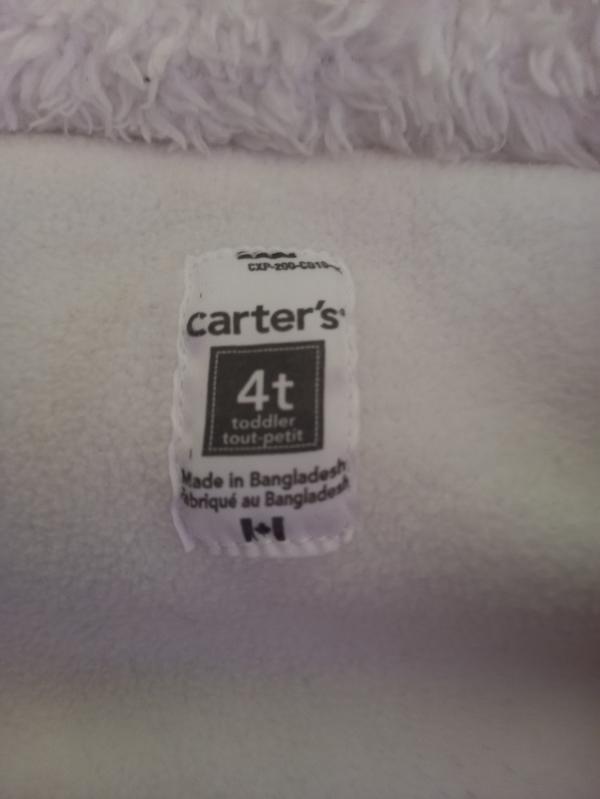 carter's
4t
toddler
tout-petit
Made in Bangladesh
Fabriqué au Bangladesh